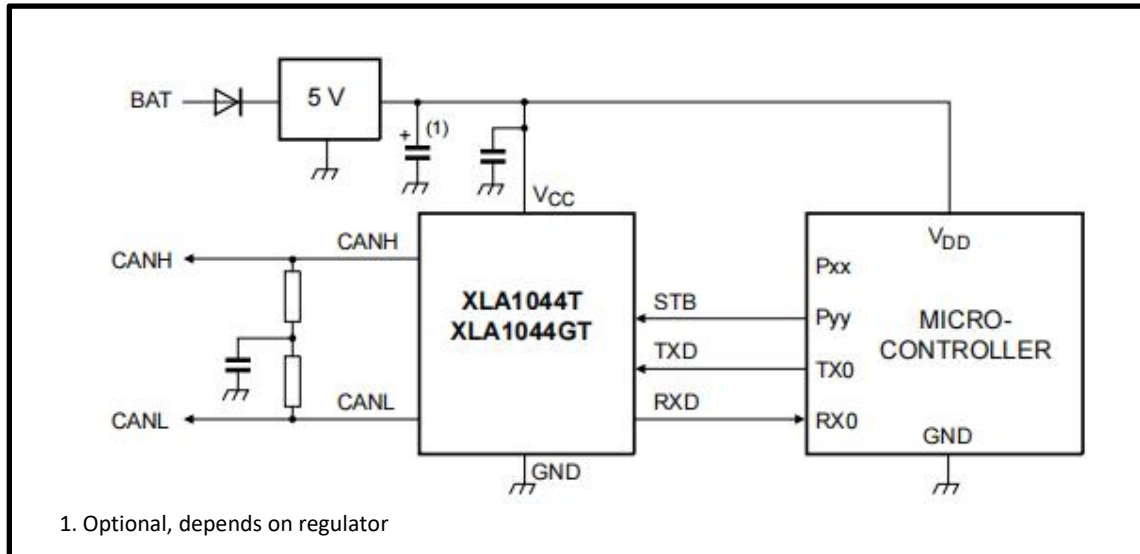 BAT
5 V
+ (1)
VCC
CANH
CANH
XLA1044T
XLA1044GT
CANL
CANL
GND
STB
TXD
RXD
VDD
Pxx
Pyy
TX0
RX0
MICRO-
CONTROLLER
GND
1. Optional, depends on regulator